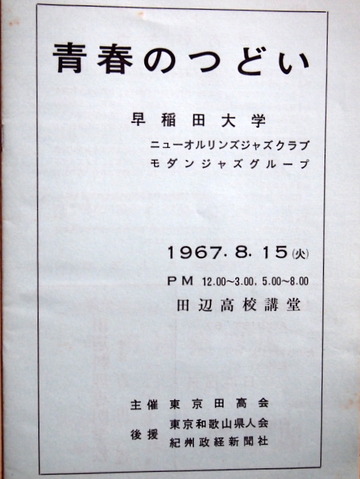 青春のつどい
早稲田大学
ニューオルリンズジャズクラブ
モダンジャズグループ
1967.8.15(火)
PM 12.00~3.00, 5.00~8.00
田辺高校講堂
主催 東京田高会
後援 東京和歌山県人会
紀州政経新聞社